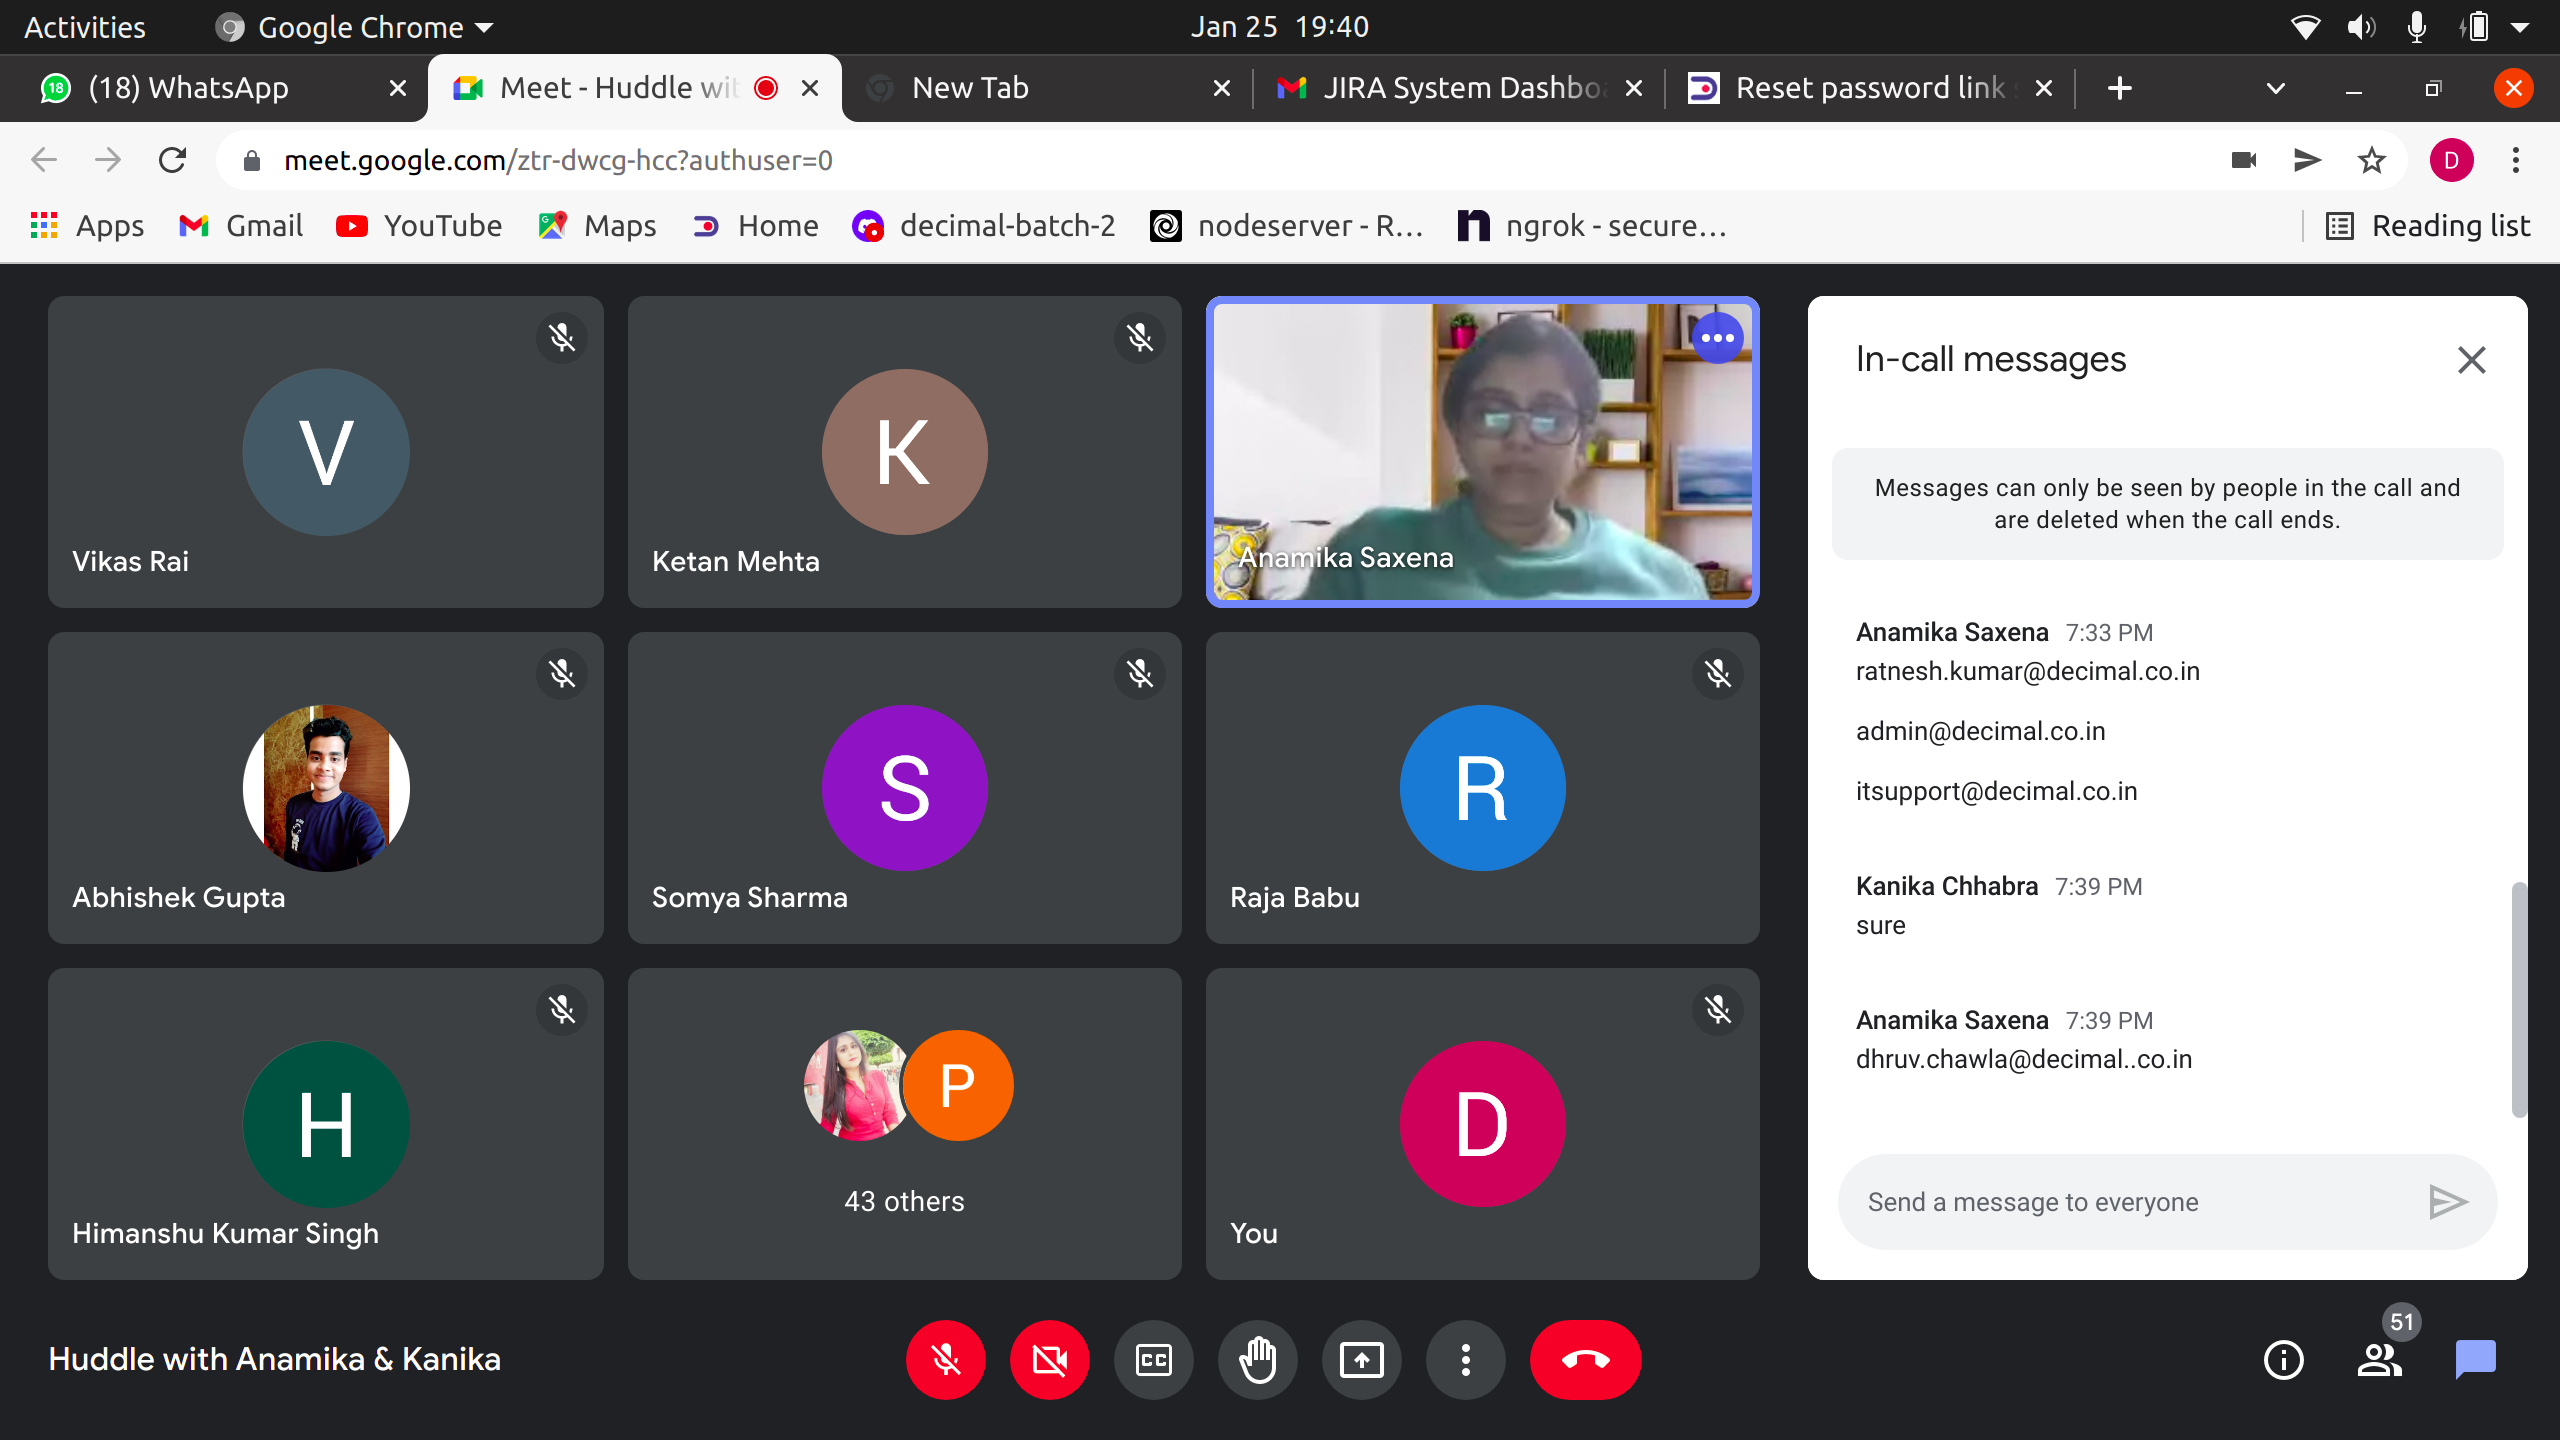 Activities
Google Chrome
Jan 25 19:40
18
(18) WhatsApp
Meet - Huddle wit
New Tab
JIRA System Dashboa
Reset password link s
meet.google.com/ztr-dwcg-hcc?authuser=0
D
Apps
Gmail
YouTube
Maps
Home
decimal-batch-2
nodeserver - R...
ngrok - secure...
Reading list
V
Vikas Rai
K
Ketan Mehta
Anamika Saxena
Abhishek Gupta
S
Somya Sharma
R
Raja Babu
H
Himanshu Kumar Singh
P
43 others
D
You
In-call messages
Messages can only be seen by people in the call and
are deleted when the call ends.
Anamika Saxena 7:33 PM
ratnesh.kumar@decimal.co.in
admin@decimal.co.in
itsupport@decimal.co.in
Kanika Chhabra 7:39 PM
sure
Anamika Saxena 7:39 PM
dhruv.chawla@decimal..co.in
Send a message to everyone
Huddle with Anamika & Kanika
CC
51